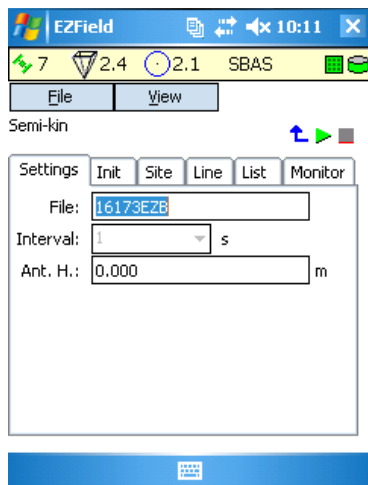 EZField 10:11
7 2.4 2.1 SBAS
File View
Semi-kin
Settings Init Site Line List Monitor
File: 16173EZB
Interval: 1 s
Ant. H.: 0.000 m